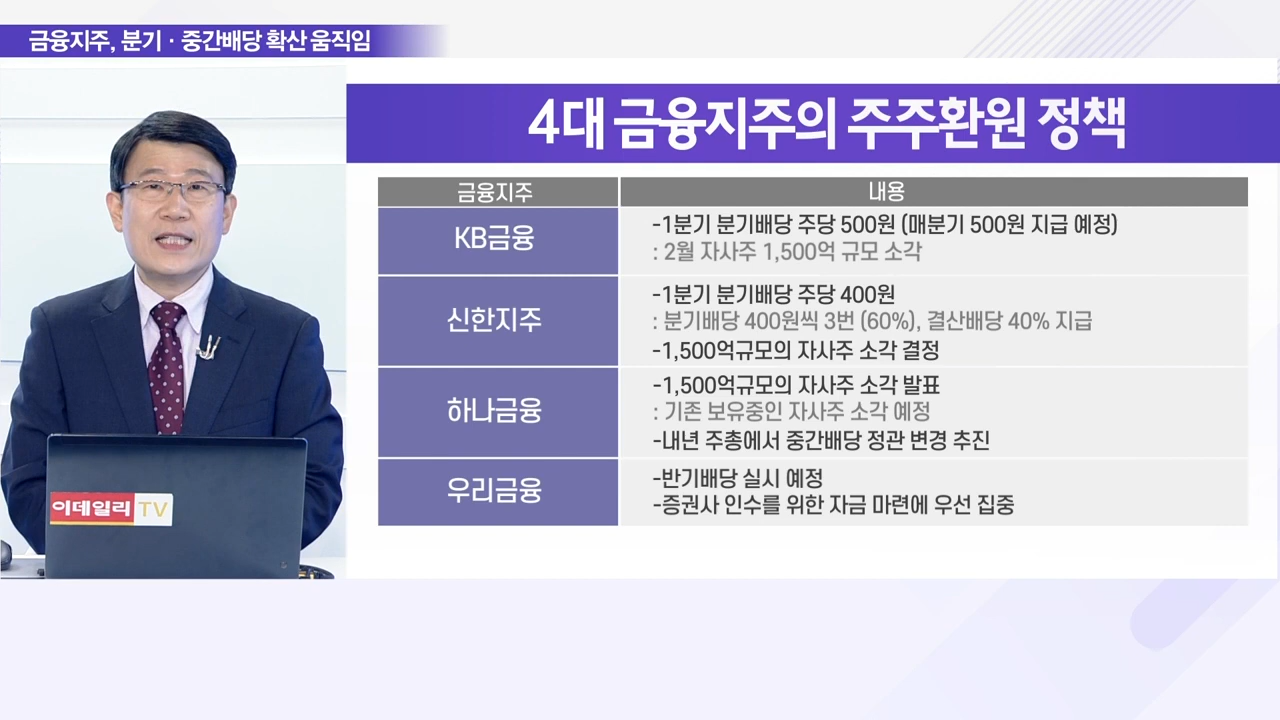 금융지주, 분기·중간배당 확산 움직임
4대 금융지주의 주주환원 정책
금융지주
내용
KB금융
-1분기 분기배당 주당 500원 (매분기 500원 지급 예정)
: 2월 자사주 1,500억 규모 소각
신한지주
-1분기 분기배당 주당 400원
: 분기배당 400원씩 3번 (60%), 결산배당 40% 지급
-1,500억규모의 자사주 소각 결정
하나금융
-1,500억규모의 자사주 소각 발표
: 기존 보유중인 자사주 소각 예정
-내년 주총에서 중간배당 정관 변경 추진
우리금융
-반기배당 실시 예정
-증권사 인수를 위한 자금 마련에 우선 집중
이데일리 TV